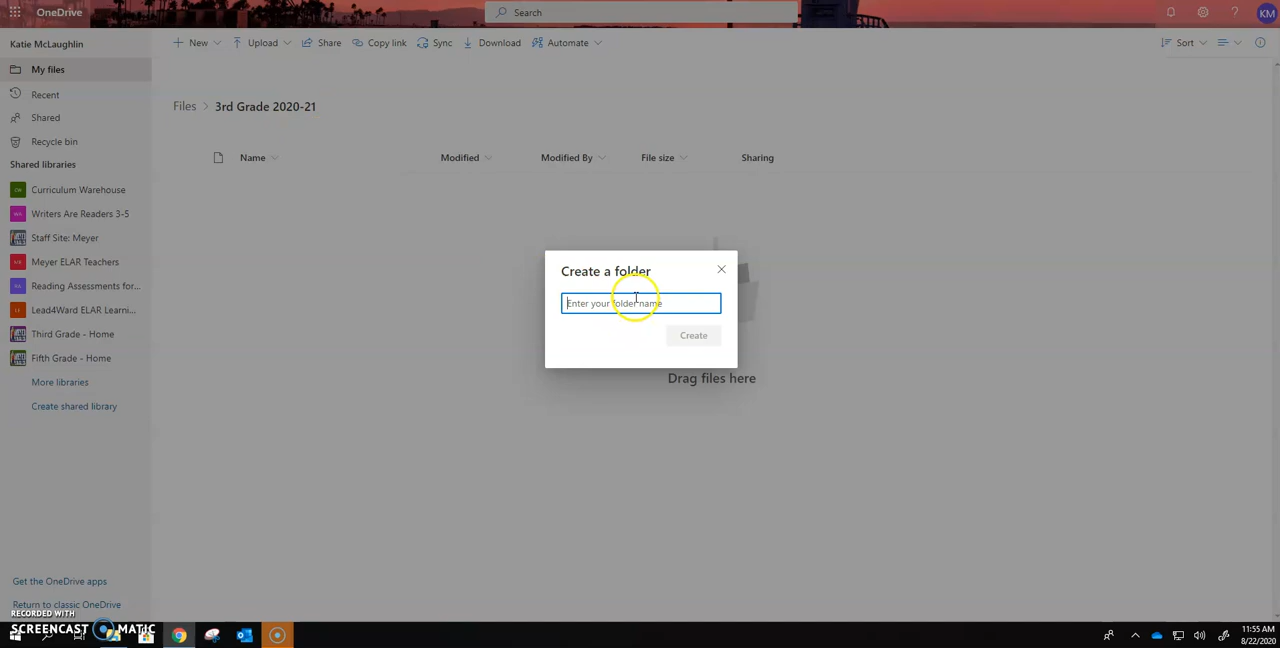 OneDrive
Search
KM
Katie McLaughlin
New
Upload
Share
Copy link
Sync
Download
Automate
Sort
My files
Recent
Shared
Recycle bin
Files > 3rd Grade 2020-21
Name
Modified
Modified By
File size
Sharing
Shared libraries
CW Curriculum Warehouse
WA Writers Are Readers 3-5
Staff Site: Meyer
Meyer ELAR Teachers
Reading Assessments for...
Lead4Ward ELAR Learni...
Third Grade - Home
Fifth Grade - Home
More libraries
Create shared library
Create a folder
Enter your folder name
Create
Drag files here
Get the OneDrive apps
Return to classic OneDrive
RECORDED WITH
SCREENCAST MATIC
11:55 AM
8/22/2020